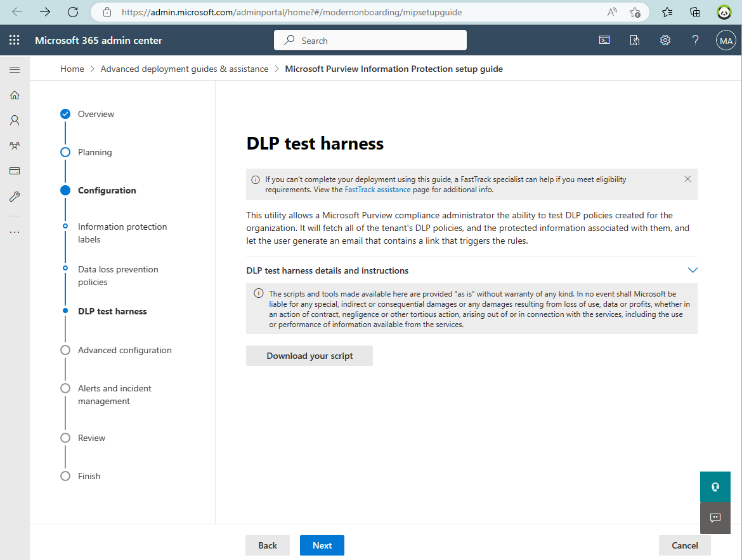 https://admin.microsoft.com/adminportal/home?#/modernonboarding/mipsetupguide
Microsoft 365 admin center
Search
MA
Home > Advanced deployment guides & assistance > Microsoft Purview Information Protection setup guide
Overview
Planning
Configuration
Information protection
labels
Data loss prevention
policies
DLP test harness
Advanced configuration
Alerts and incident
management
Review
Finish
DLP test harness
If you can't complete your deployment using this guide, a FastTrack specialist can help if you meet eligibility
requirements. View the FastTrack assistance page for additional info.
This utility allows a Microsoft Purview compliance administrator the ability to test DLP policies created for the
organization. It will fetch all of the tenant's DLP policies, and the protected information associated with them, and
let the user generate an email that contains a link that triggers the rules.
DLP test harness details and instructions
The scripts and tools made available here are provided "as is" without warranty of any kind. In no event shall Microsoft be
liable for any special, indirect or consequential damages or any damages resulting from loss of use, data or profits, whether in
an action of contract, negligence or other tortious action, arising out of or in connection with the services, including the use
or performance of information available from the services.
Download your script
Back
Next
Cancel